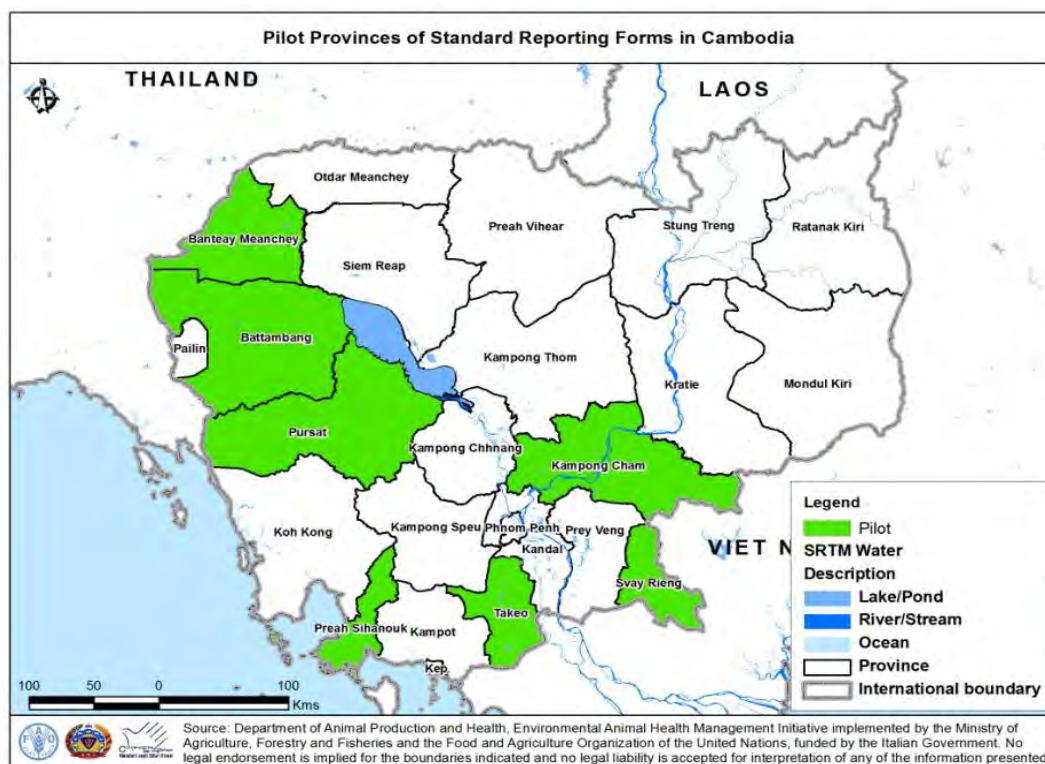 Pilot Provinces of Standard Reporting Forms in Cambodia
THAILAND
LAOS
Otdar Meanchey
Banteay Meanchey
Preah Vihear
Stung Treng
Ratanak Kiri
Siem Reap
Battambang
Pailin
Kampong Thom
Kratie
Mondul Kiri
Pursat
Kampong Chhnang
Kampong Cham
Koh Kong
Kampong Speu
Phnom Penh
Prey Veng
Kandal
VIET N
Svay Rieng
Takeo
Preah Sihanouk
Kampot
Kep
Legend
Pilot
SRTM Water
Description
Lake/Pond
River/Stream
Ocean
Province
International boundary
100 50 0 100
Kms
Source: Department of Animal Production and Health, Environmental Animal Health Management Initiative implemented by the Ministry of
Agriculture, Forestry and Fisheries and the Food and Agriculture Organization of the United Nations, funded by the Italian Government. No
legal endorsement is implied for the boundaries indicated and no legal liability is accepted for interpretation of any of the information presented